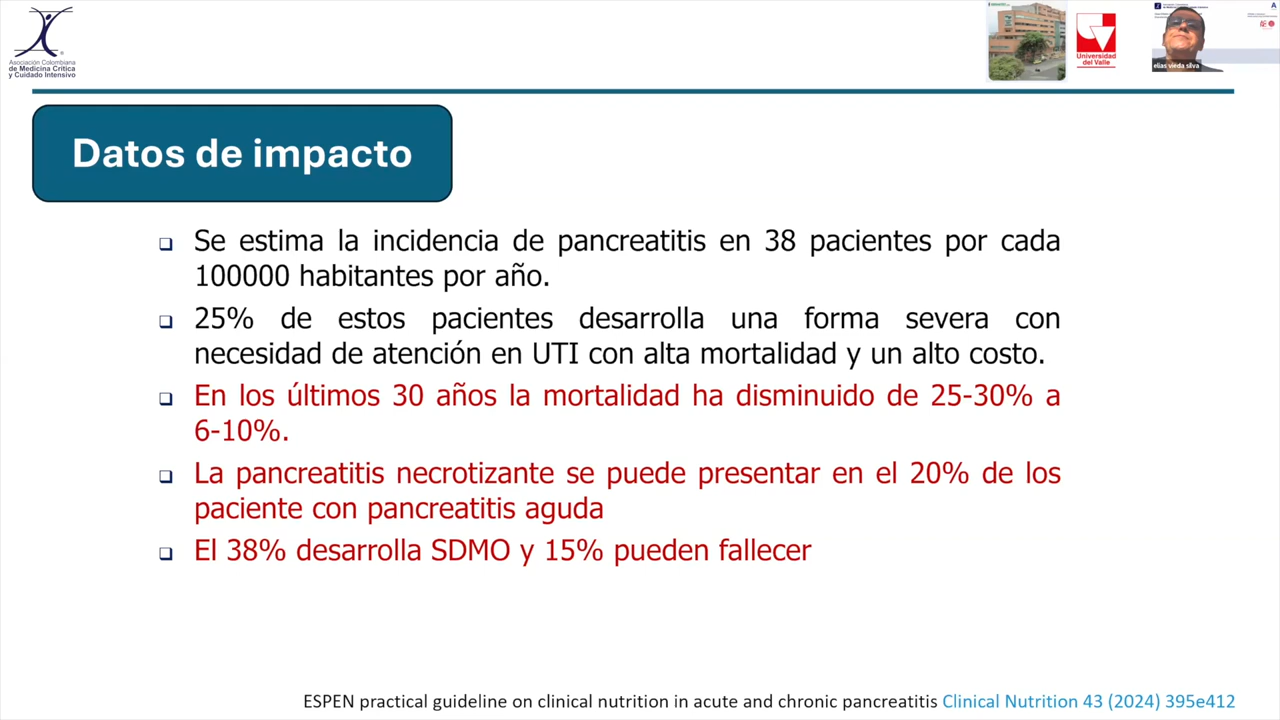 Asociación Colombiana
de Medicina Crítica
y Cuidado Intensivo
Universidad
del Valle
elias vieda silva
Datos de impacto
Se estima la incidencia de pancreatitis en 38 pacientes por cada
100000 habitantes por año.
25% de estos pacientes desarrolla una forma severa con
necesidad de atención en UTI con alta mortalidad y un alto costo.
En los últimos 30 años la mortalidad ha disminuido de 25-30% a
6-10%.
La pancreatitis necrotizante se puede presentar en el 20% de los
paciente con pancreatitis aguda
El 38% desarrolla SDMO y 15% pueden fallecer
ESPEN practical guideline on clinical nutrition in acute and chronic pancreatitis Clinical Nutrition 43 (2024) 395e412